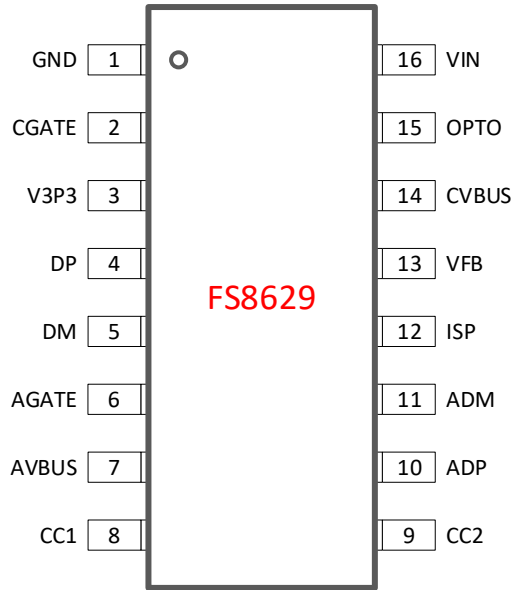 GND 1 16 VIN
CGATE 2 15 OPTO
V3P3 3 14 CVBUS
DP 4 13 VFB
FS8629
DM 5 12 ISP
AGATE 6 11 ADM
AVBUS 7 10 ADP
CC1 8 9 CC2